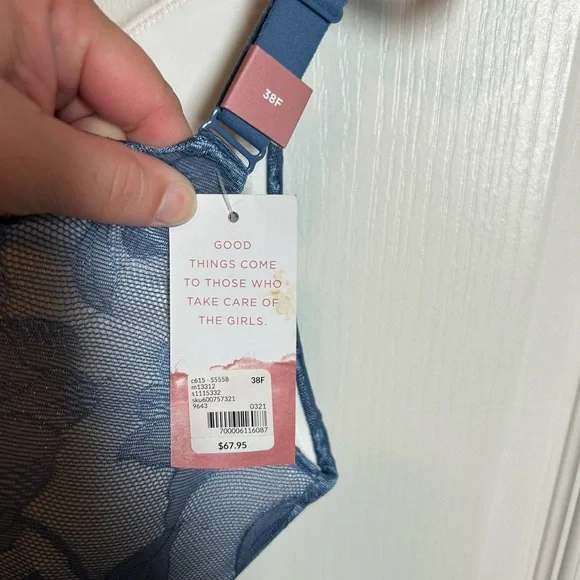 38F
GOOD
THINGS COME
TO THOSE WHO
TAKE CARE OF
THE GIRLS.
c615 - 55558 38F
m13312
s1115332
sku600757321
9643 0321
700006116087
$67.95